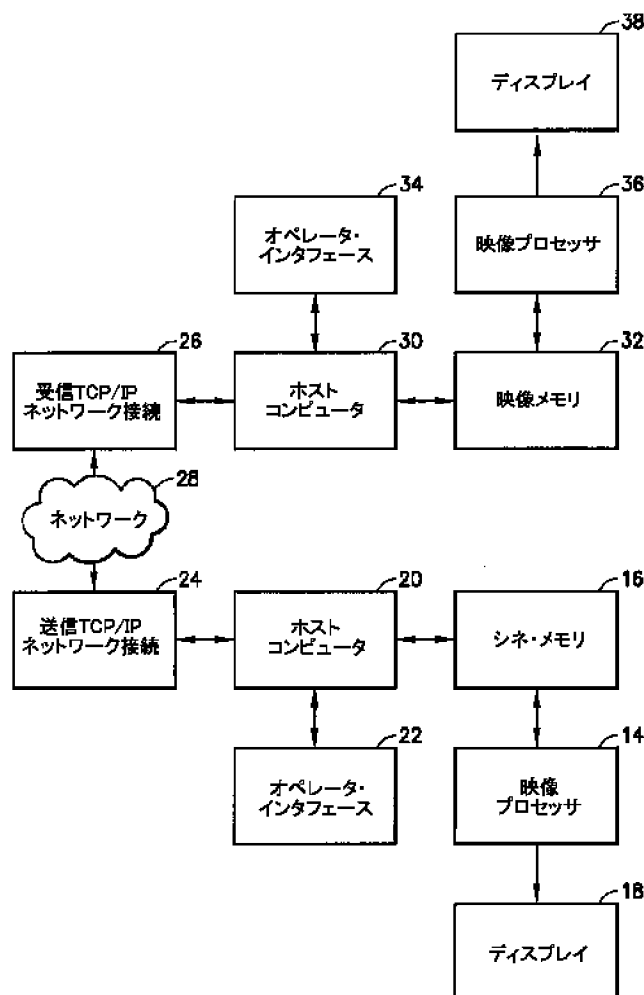 38
ディスプレイ
34
36
オペレータ・
インタフェース
映像プロセッサ
26
30
32
受信TCP/IP
ネットワーク接続
ホスト
コンピュータ
映像メモリ
28
ネットワーク
24
20
16
送信TCP/IP
ネットワーク接続
ホスト
コンピュータ
シネ・メモリ
22
14
オペレータ・
インタフェース
映像
プロセッサ
18
ディスプレイ